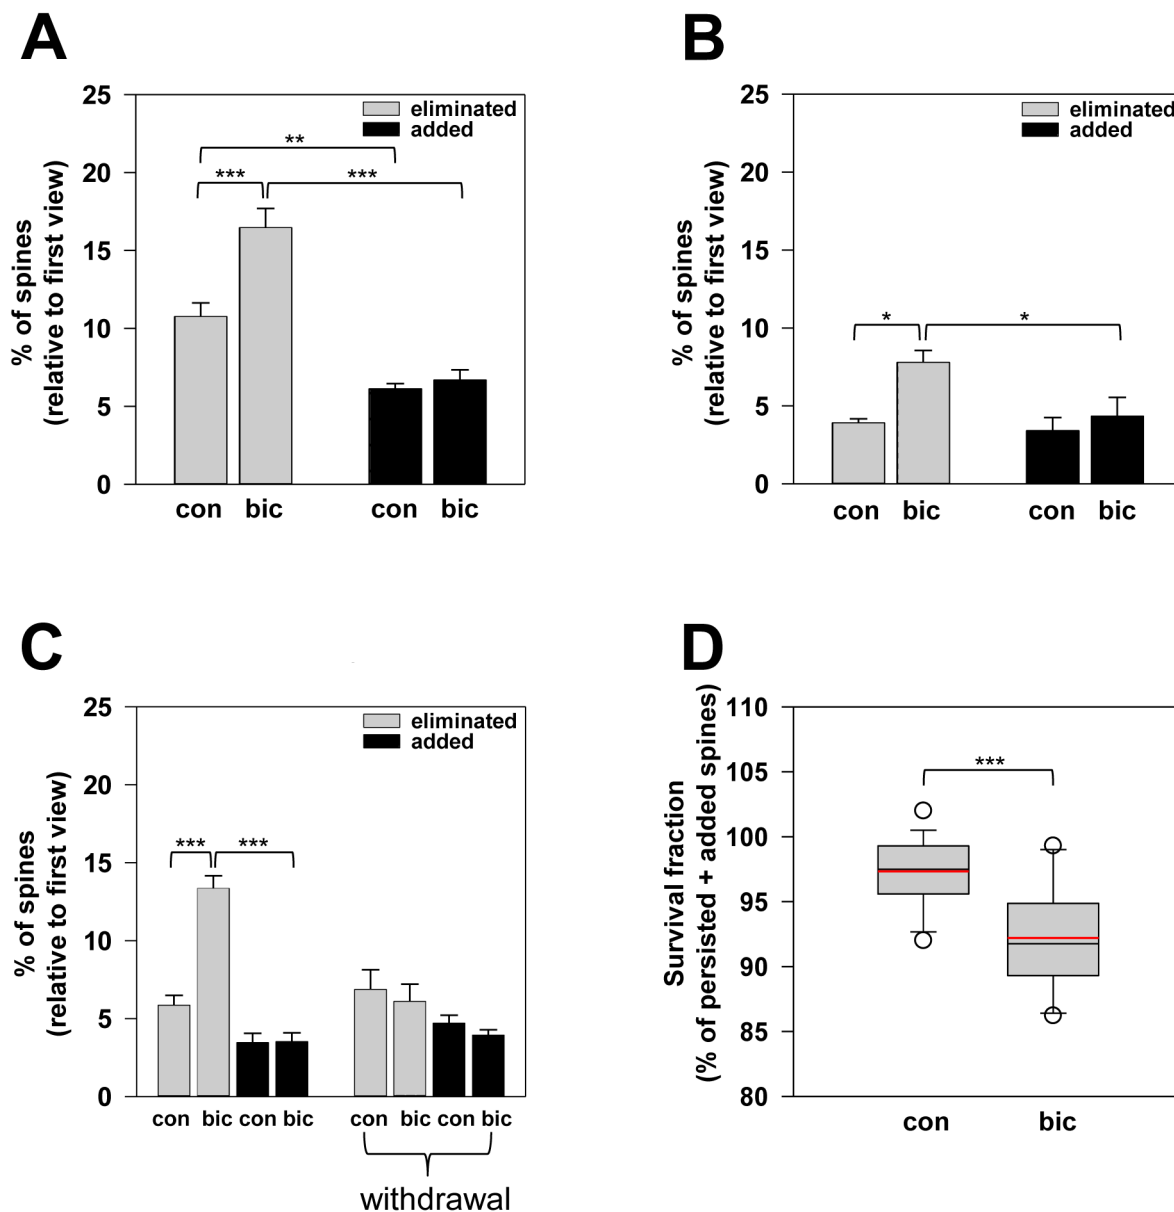 A
% of spines
(relative to first view)
25
20
15
10
5
0
eliminated
added
**
***
***
con bic con bic
B
% of spines
(relative to first view)
25
20
15
10
5
0
eliminated
added
*
*
con bic con bic
C
% of spines
(relative to first view)
25
20
15
10
5
0
eliminated
added
***
***
con bic con bic con bic con bic
withdrawal
D
Survival fraction
(% of persisted + added spines)
110
105
100
95
90
85
80
***
con bic